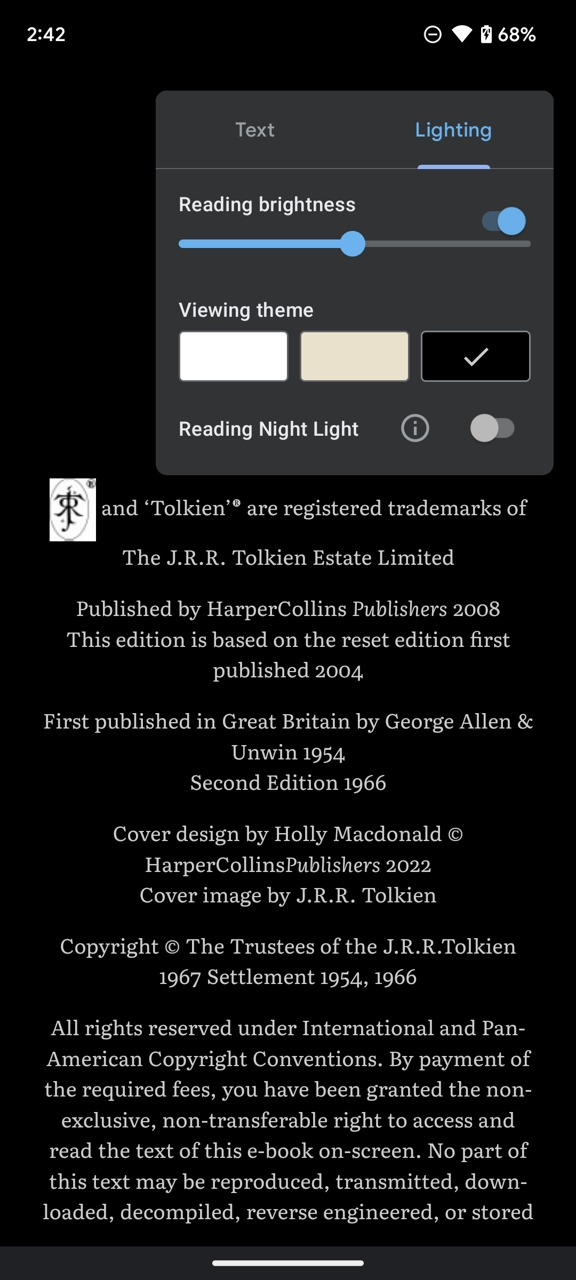 2:42
68%
Text
Lighting
Reading brightness
Viewing theme
Reading Night Light
® and ‘Tolkien’® are registered trademarks of
The J.R.R. Tolkien Estate Limited
Published by HarperCollins Publishers 2008
This edition is based on the reset edition first
published 2004
First published in Great Britain by George Allen &
Unwin 1954
Second Edition 1966
Cover design by Holly Macdonald ©
HarperCollinsPublishers 2022
Cover image by J.R.R. Tolkien
Copyright © The Trustees of the J.R.R.Tolkien
1967 Settlement 1954, 1966
All rights reserved under International and Pan-
American Copyright Conventions. By payment of
the required fees, you have been granted the non-
exclusive, non-transferable right to access and
read the text of this e-book on-screen. No part of
this text may be reproduced, transmitted, down-
loaded, decompiled, reverse engineered, or stored